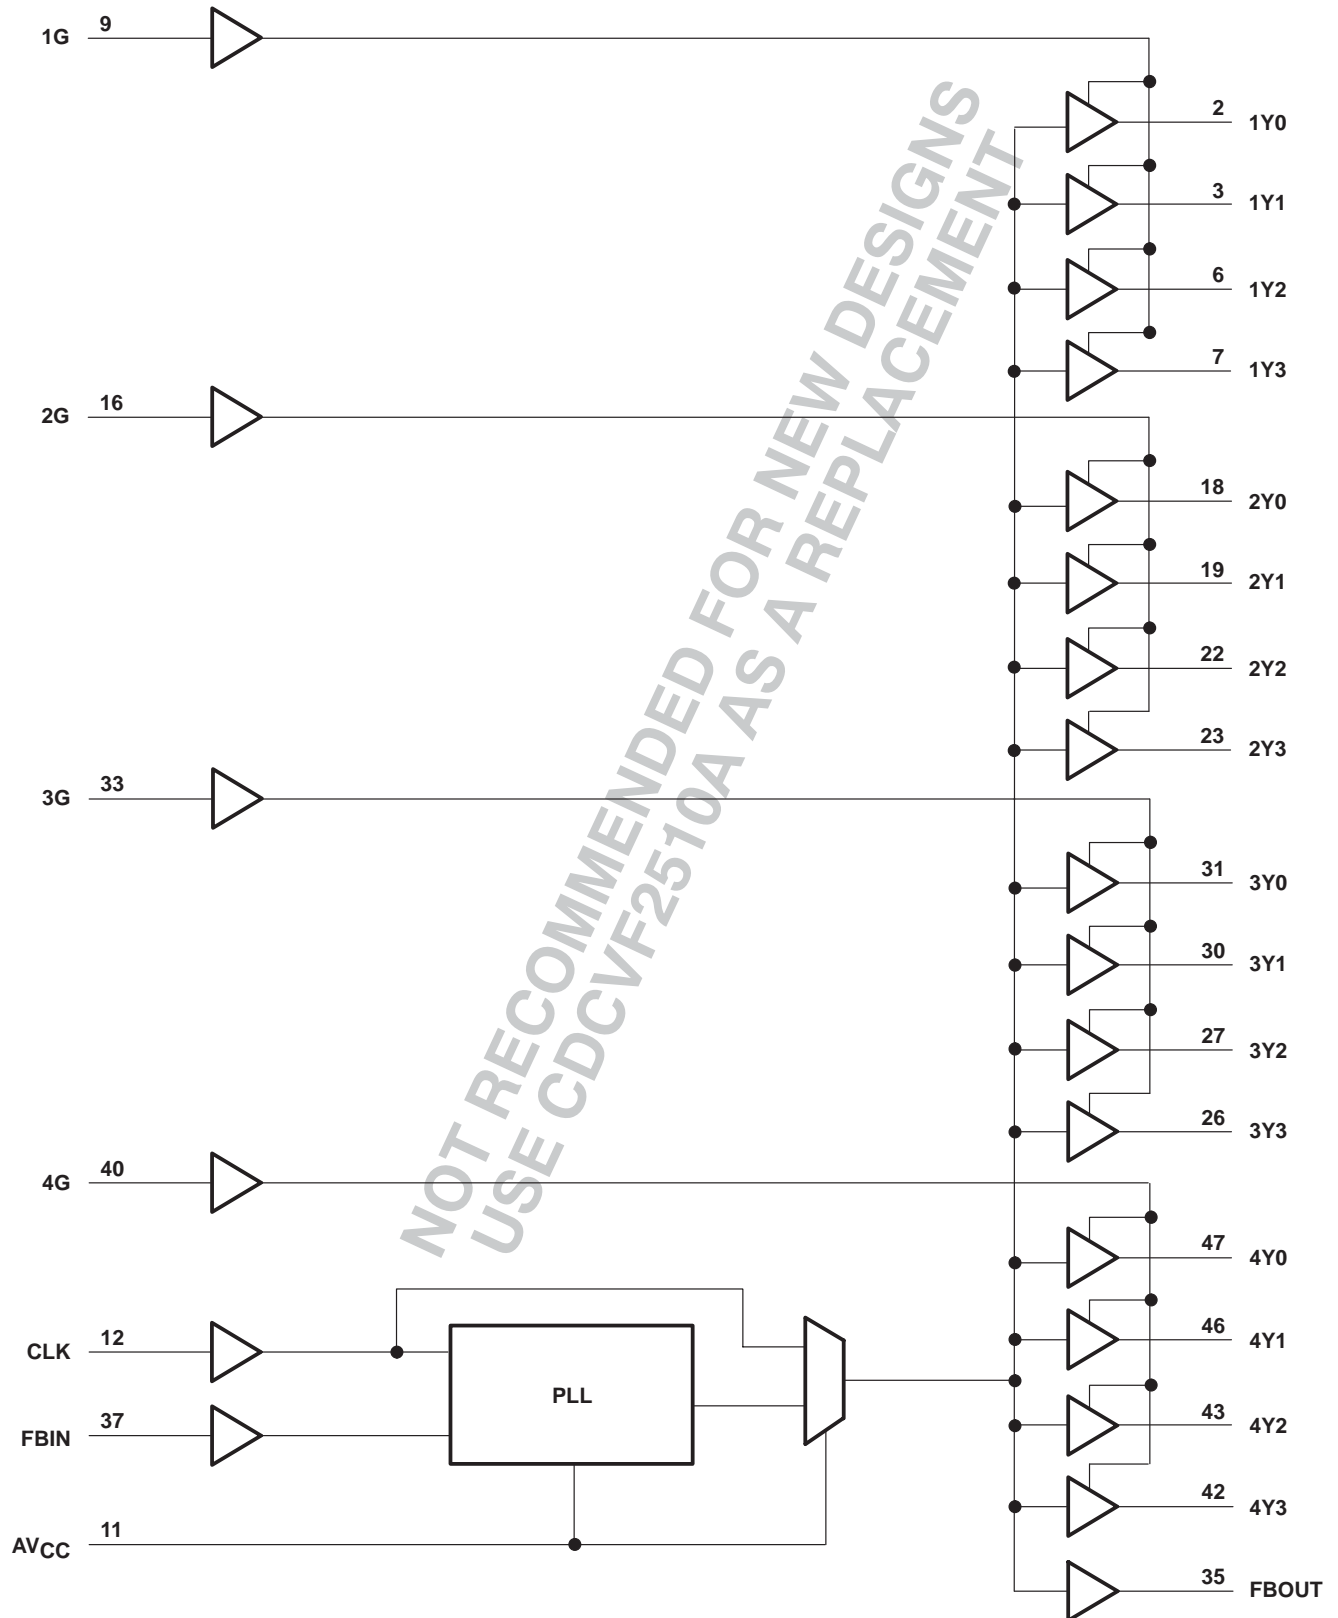 1G 9
2 1Y0
3 1Y1
6 1Y2
7 1Y3
2G 16
18 2Y0
19 2Y1
22 2Y2
23 2Y3
3G 33
31 3Y0
30 3Y1
27 3Y2
26 3Y3
4G 40
47 4Y0
CLK 12
46 4Y1
PLL
FBIN 37
43 4Y2
42 4Y3
AVCC 11
35 FBOUT
NOT RECOMMENDED FOR NEW DESIGNS
USE CDCVF2510A AS A REPLACEMENT